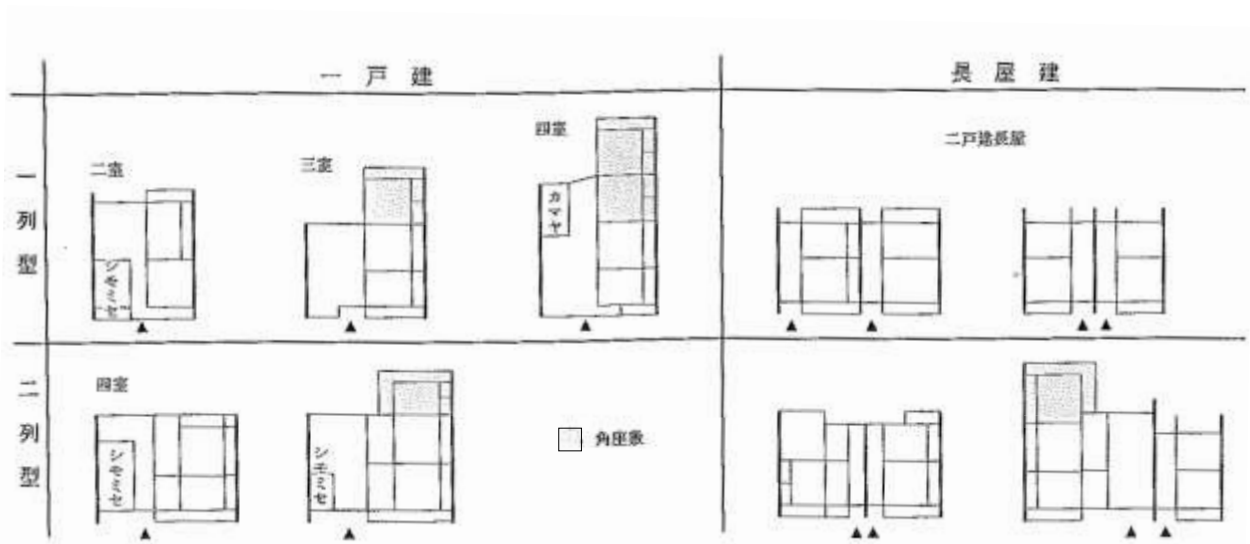 一戸建
長屋建
一列型
二室
シモミセ
三室
四室
カマヤ
二戸建長屋
二列型
四室
シモミセ
シモミセ
角座敷